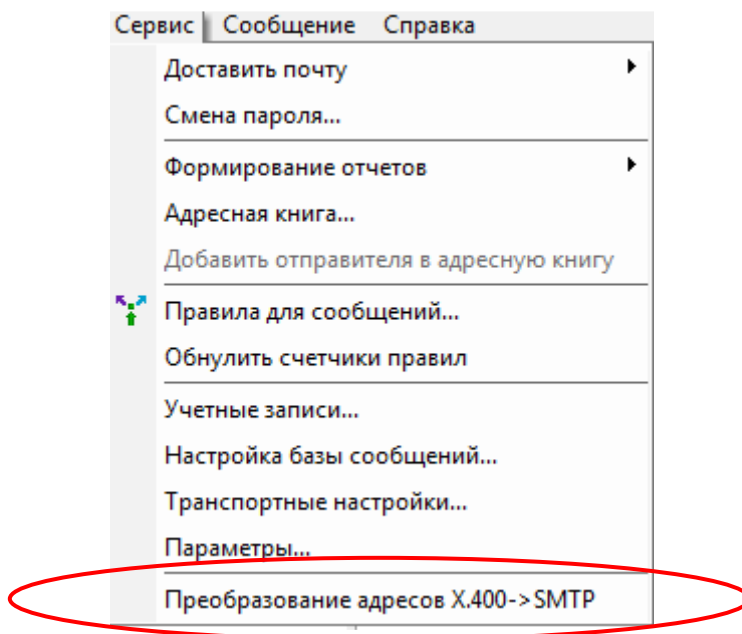 Сервис Сообщение Справка
Доставить почту
Смена пароля...
Формирование отчетов
Адресная книга...
Добавить отправителя в адресную книгу
Правила для сообщений...
Обнулить счетчики правил
Учетные записи...
Настройка базы сообщений...
Транспортные настройки...
Параметры...
Преобразование адресов X.400->SMTP